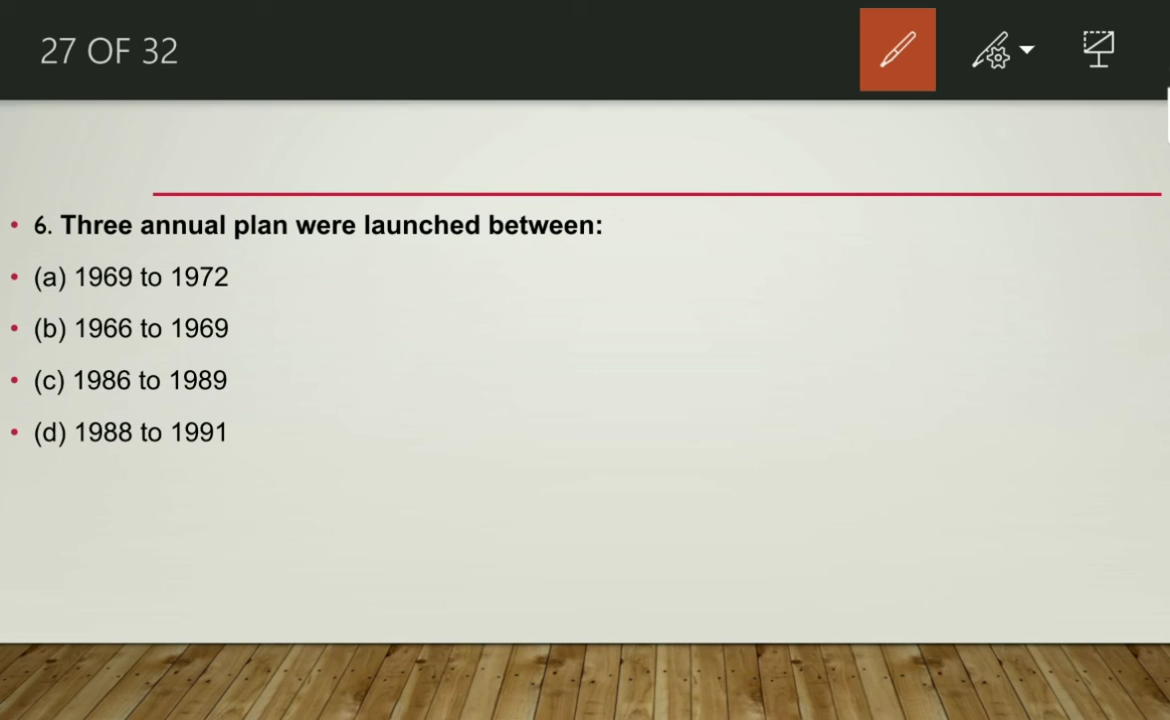 27 OF 32
• 6. Three annual plan were launched between:
• (a) 1969 to 1972
• (b) 1966 to 1969
• (c) 1986 to 1989
• (d) 1988 to 1991